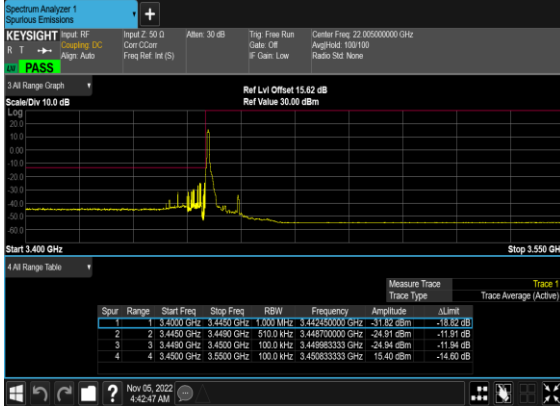 Spectrum Analyzer 1
Spurious Emissions
+
KEYSIGHT Input: RF Input Z: 50 Ω Atten: 30 dB Trig: Free Run Center Freq: 22.005000000 GHz
R T Coupling: DC Corr CCorr Gate: Off Avg|Hold: 100/100
Align: Auto Freq Ref: Int (S) IF Gain: Low Radio Std: None
PASS
3 All Range Graph
Ref Lvl Offset 15.62 dB
Scale/Div 10.0 dB Ref Value 30.00 dBm
Log
20.0
10.0
0.00
-10.0
-20.0
-30.0
-40.0
-50.0
-60.0
Start 3.400 GHz Stop 3.550 GH
4 All Range Table
Measure Trace Trace 1
Trace Type Trace Average (Active)
Spur Range Start Freq Stop Freq RBW Frequency Amplitude ΔLimit
1 1 3.4000 GHz 3.4450 GHz 1.000 MHz 3.442450000 GHz -31.82 dBm -18.82 dB
2 2 3.4450 GHz 3.4490 GHz 510.0 kHz 3.448700000 GHz -24.91 dBm -11.91 dB
3 3 3.4490 GHz 3.4500 GHz 100.0 kHz 3.449983333 GHz -24.94 dBm -11.94 dB
4 4 3.4500 GHz 3.5500 GHz 100.0 kHz 3.450833333 GHz 15.40 dBm -14.60 dB
? Nov 05, 2022
4:42:47 AM